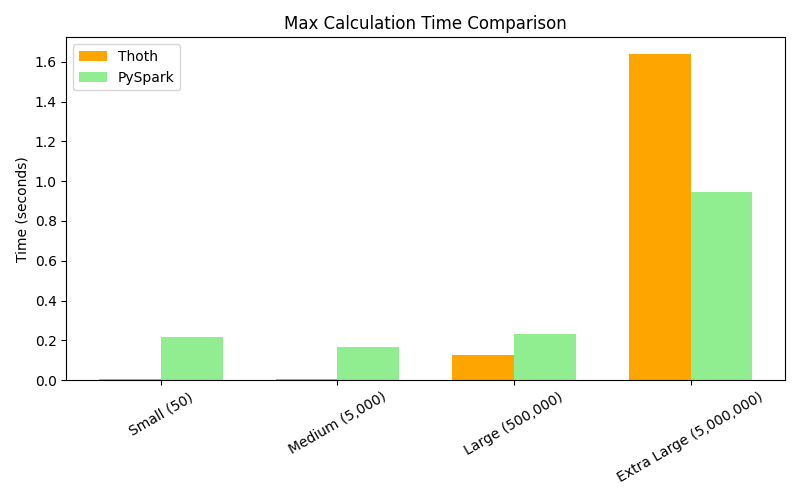 Max Calculation Time Comparison
Thoth
PySpark
Time (seconds)
1.6
1.4
1.2
1.0
0.8
0.6
0.4
0.2
0.0
Small (50)
Medium (5,000)
Large (500,000)
Extra Large (5,000,000)